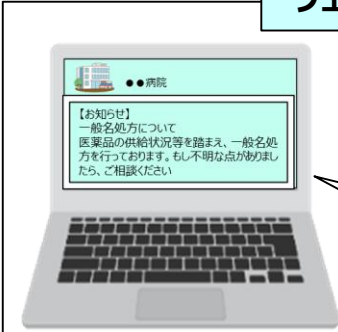 ●●病院
【お知らせ】
一般名処方について
医薬品の供給状況等を踏まえ、一般名処
方を行っております。もし不明な点がありまし
たら、ご相談ください